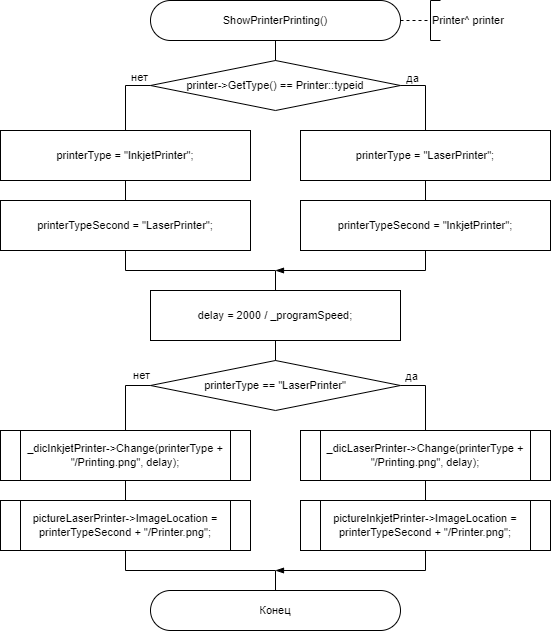 ShowPrinterPrinting()
Printer^ printer
нет
да
printer->GetType() == Printer::typeid
printerType = "InkjetPrinter";
printerType = "LaserPrinter";
printerTypeSecond = "LaserPrinter";
printerTypeSecond = "InkjetPrinter";
delay = 2000 / _programSpeed;
нет
да
printerType == "LaserPrinter"
_dicInkjetPrinter->Change(printerType +
"/Printing.png", delay);
_dicLaserPrinter->Change(printerType +
"/Printing.png", delay);
pictureLaserPrinter->ImageLocation =
printerTypeSecond + "/Printer.png";
pictureInkjetPrinter->ImageLocation =
printerTypeSecond + "/Printer.png";
Конец